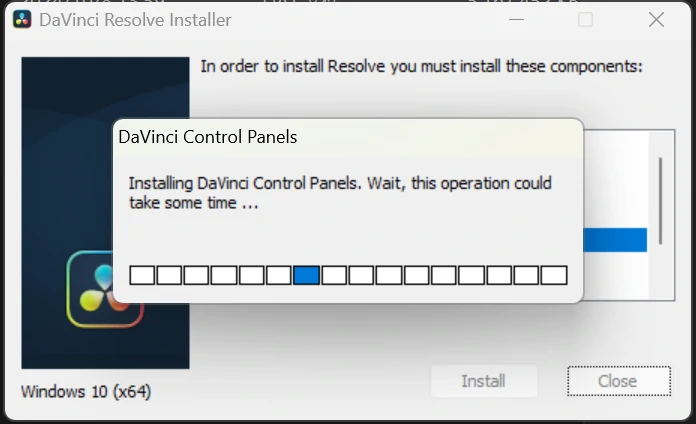 DaVinci Resolve Installer
In order to install Resolve you must install these components:
DaVinci Control Panels
Installing DaVinci Control Panels. Wait, this operation could
take some time ...
Install
Close
Windows 10 (x64)